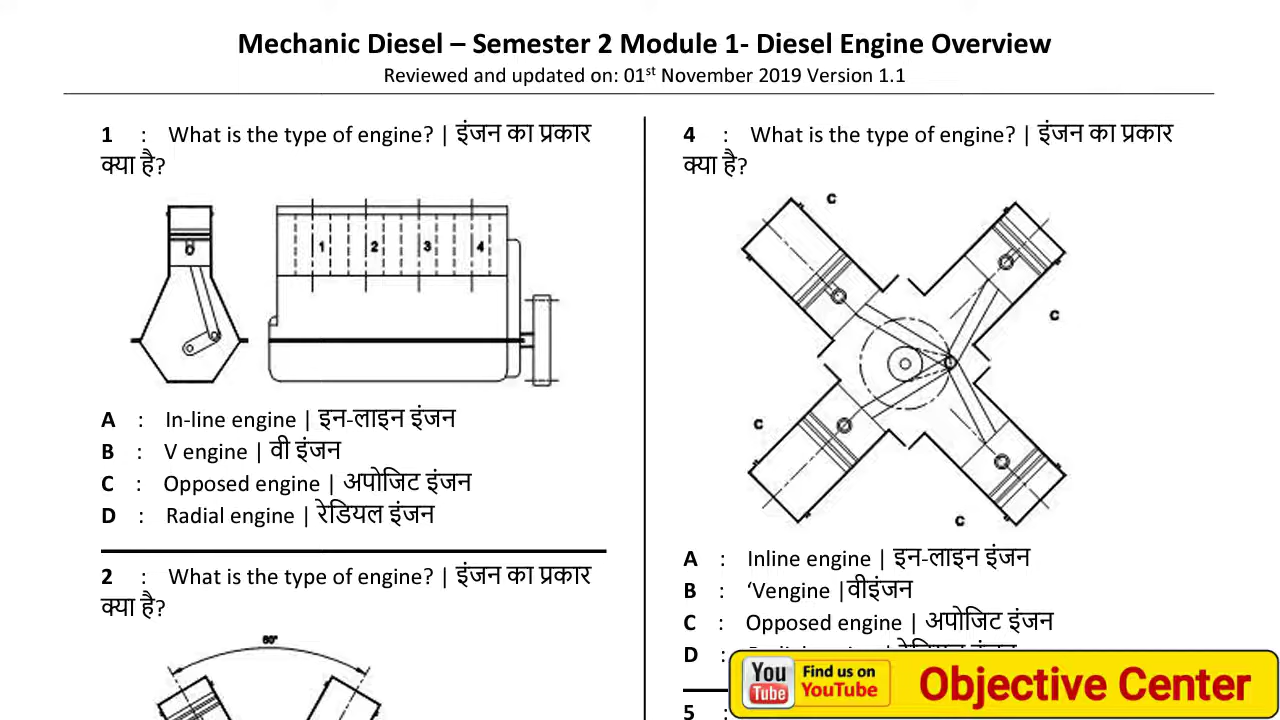 Mechanic Diesel – Semester 2 Module 1- Diesel Engine Overview
Reviewed and updated on: 01st November 2019 Version 1.1
1 : What is the type of engine? | इंजन का प्रकार
क्या है?
1 2 3 4
A : In-line engine | इन-लाइन इंजन
B : V engine | वी इंजन
C : Opposed engine | अपोजिट इंजन
D : Radial engine | रेडियल इंजन
2 : What is the type of engine? | इंजन का प्रकार
क्या है?
60°
4 : What is the type of engine? | इंजन का प्रकार
क्या है?
C
C
C
C
A : Inline engine | इन-लाइन इंजन
B : ‘Vengine |वीइंजन
C : Opposed engine | अपोजिट इंजन
D :
5 :
You Tube
Find us on
YouTube
Objective Center